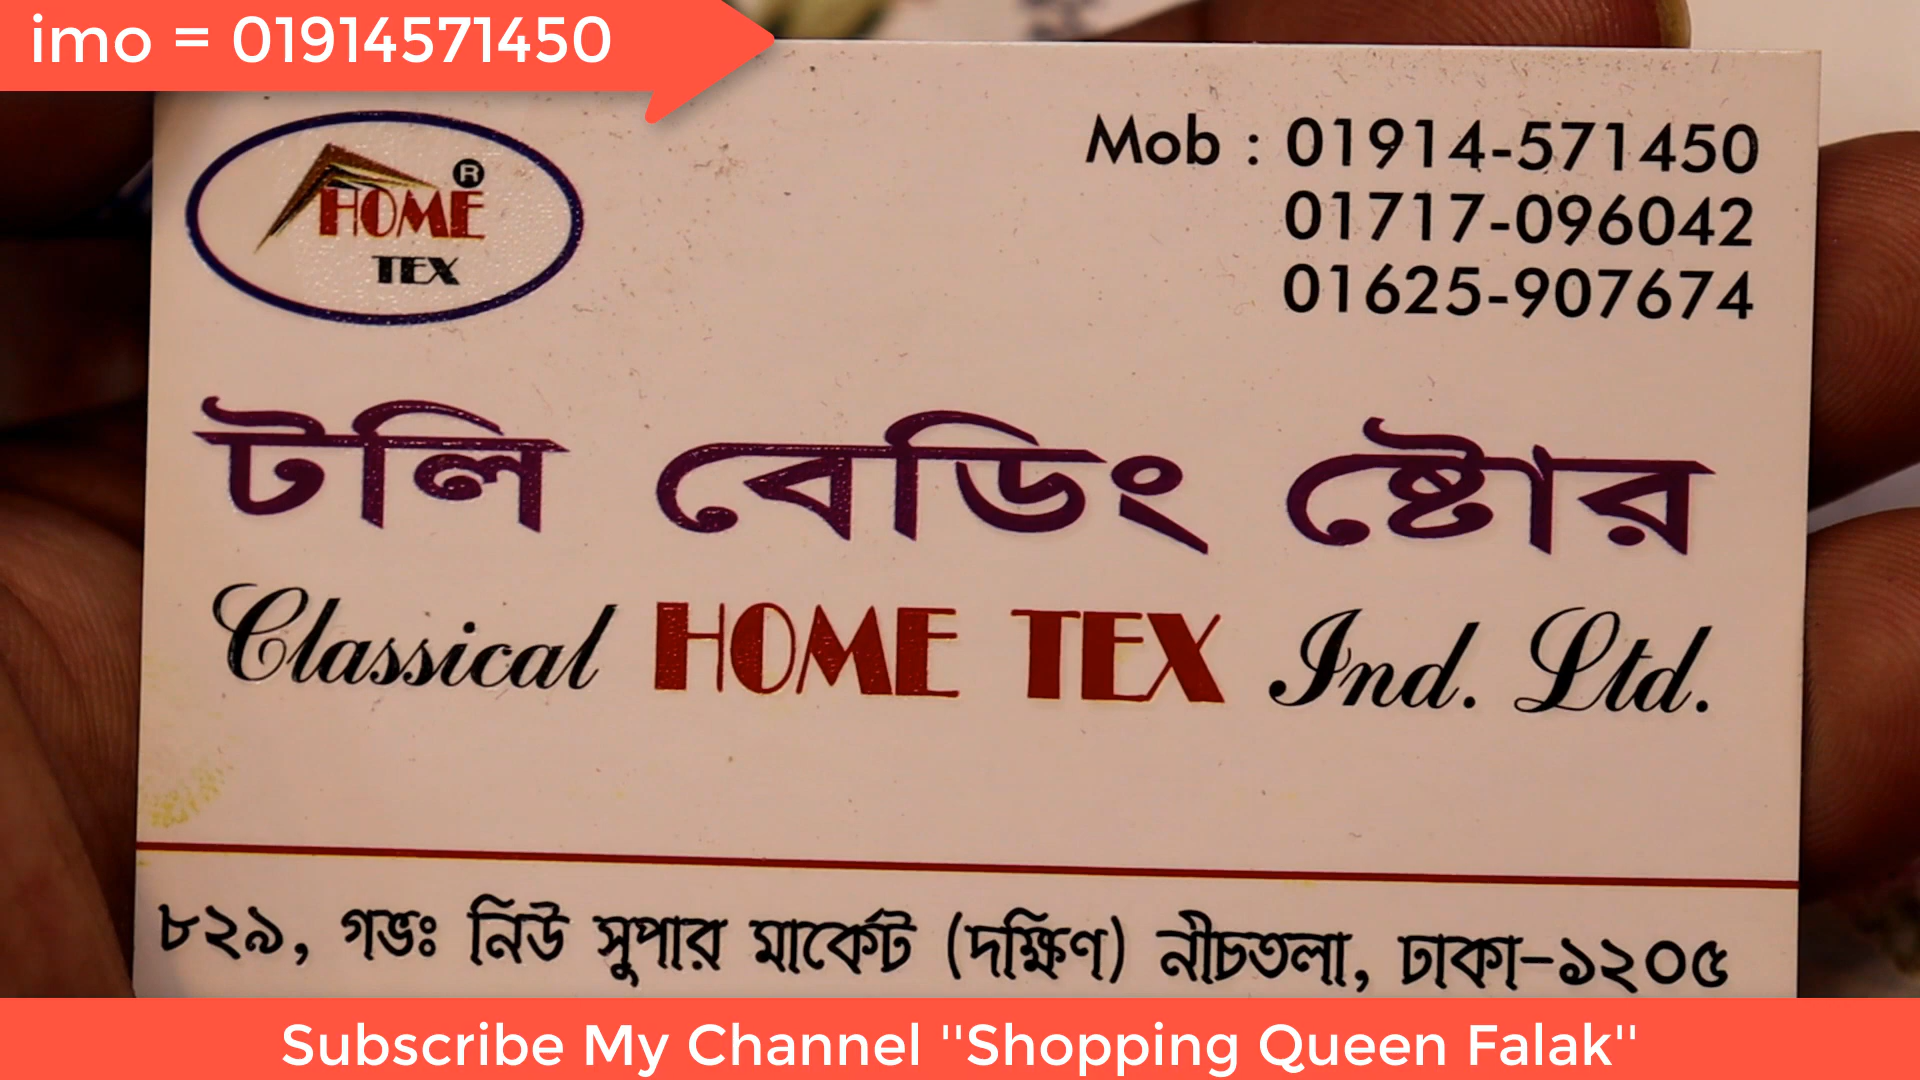 imo = 01914571450
HOME ®
TEX
Mob : 01914-571450
01717-096042
01625-907674
টলি বেডিং ষ্টোর
Classical HOME TEX Ind. Ltd.
৮২৯, গভঃ নিউ সুপার মার্কেট (দক্ষিণ) নীচতলা, ঢাকা-১২০৫
Subscribe My Channel "Shopping Queen Falak"